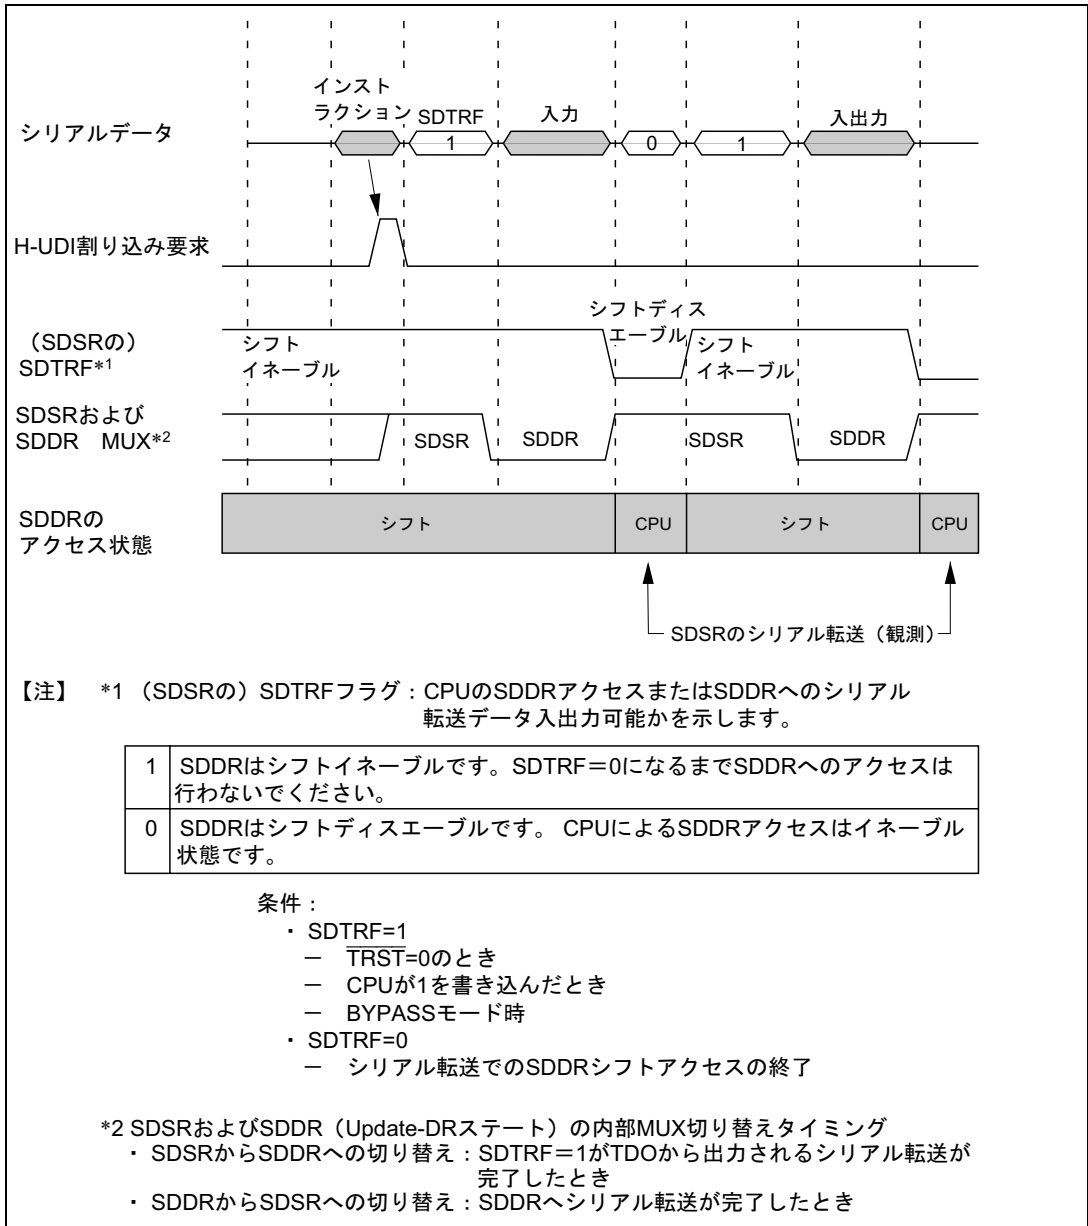 インスト
ラクション SDTRF 入力 入出力
シリアルデータ 1 0 1
H-UDI割り込み要求
シフトディス
エーブル
（SDSRの）
SDTRF*1
シフト
イネーブル
シフト
イネーブル
SDSRおよび
SDDR MUX*2
SDSR SDDR SDSR SDDR
SDDRの
アクセス状態
シフト CPU シフト CPU
SDSRのシリアル転送（観測）
【注】 *1 （SDSRの）SDTRFフラグ：CPUのSDDRアクセスまたはSDDRへのシリアル
転送データ入出力可能かを示します。
1 SDDRはシフトイネーブルです。SDTRF＝0になるまでSDDRへのアクセスは
行わないでください。
0 SDDRはシフトディスエーブルです。 CPUによるSDDRアクセスはイネーブル
状態です。
条件：
・ SDTRF=1
－ T̅R̅S̅T̅=0のとき
－ CPUが1を書き込んだとき
－ BYPASSモード時
・ SDTRF=0
－ シリアル転送でのSDDRシフトアクセスの終了
*2 SDSRおよびSDDR（Update-DRステート）の内部MUX切り替えタイミング
・ SDSRからSDDRへの切り替え：SDTRF＝1がTDOから出力されるシリアル転送が
完了したとき
・ SDDRからSDSRへの切り替え：SDDRへシリアル転送が完了したとき